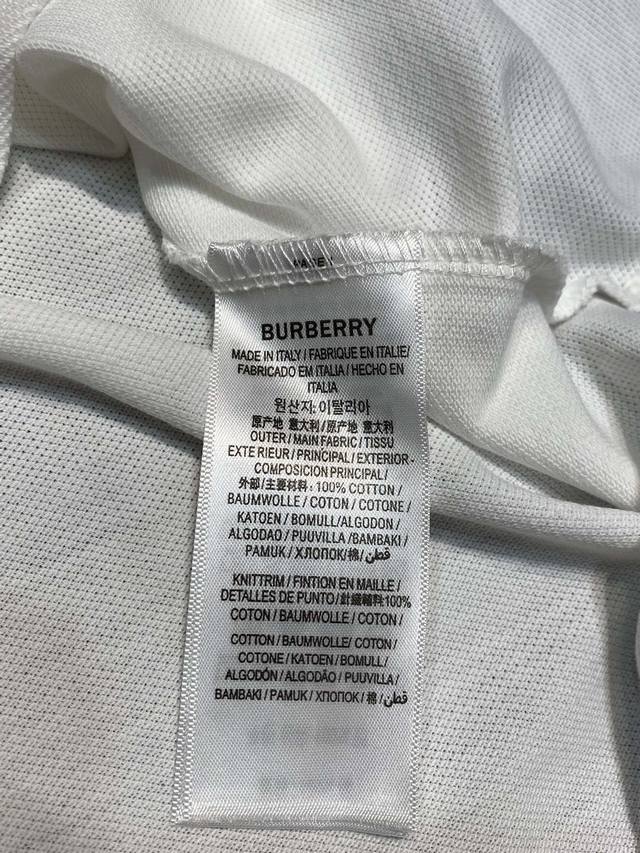 BURBERRY
MADE IN ITALY / FABRIQUE EN ITALIE/
FABRICADO EM ITALIA / HECHO EN
ITALIA
원산지: 이탈리아
原产地 意大利 / 原产地 意大利
OUTER / MAIN FABRIC / TISSU
EXTE RIEUR / PRINCIPAL / EXTERIOR-
COMPOSICION PRINCIPAL /
外部/主要材料: 100% COTTON /
BAUMWOLLE / COTON / COTONE /
KATOEN / BOMULL/ALGODON /
ALGODAO / PUUVILLA /BAMBAKI /
PAMUK / ХЛОПОК/棉/قطن
KNITTRIM / FINTION EN MAILLE /
DETALLES DE PUNTO/針織輔料100%
COTON / BAUMWOLLE / COTON /
COTTON / BAUMWOLLE/ COTON /
COTONE / KATOEN / BOMULL /
ALGODÓN / ALGODÃO / PUUVILLA /
BAMBAKI / PAMUK / ХЛОПОК / 棉 /قطن